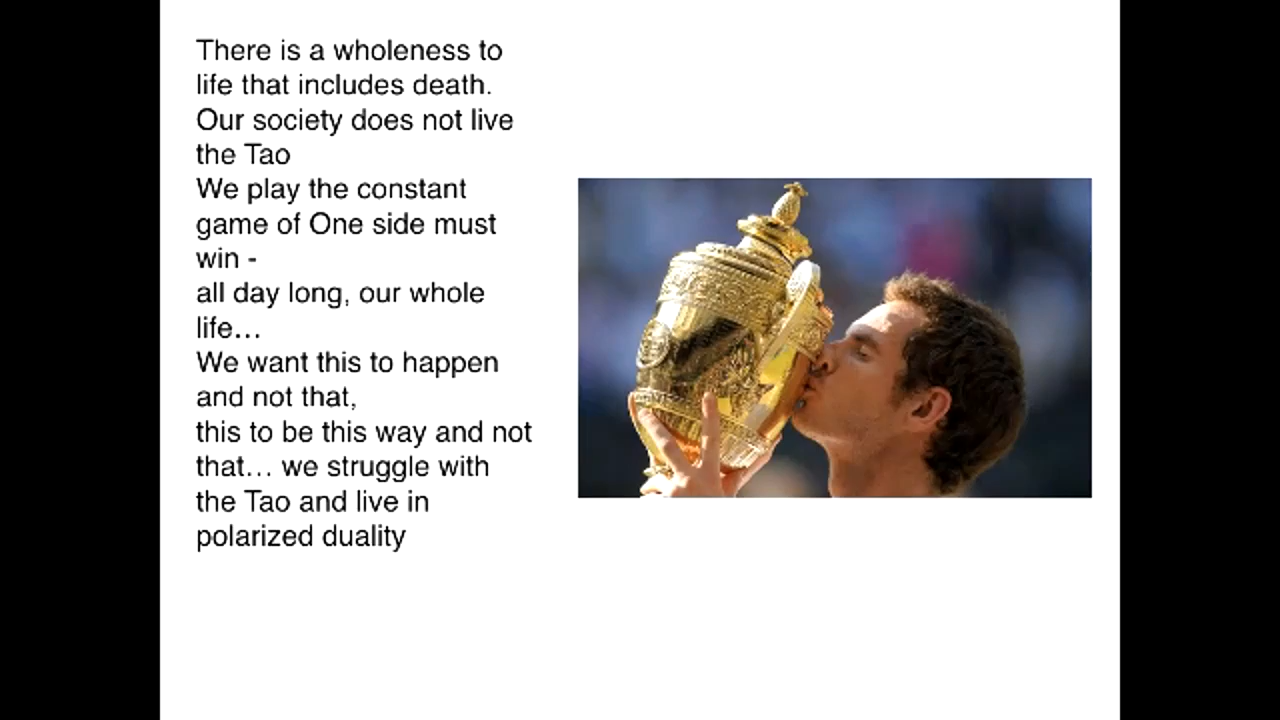 There is a wholeness to
life that includes death.
Our society does not live
the Tao
We play the constant
game of One side must
win -
all day long, our whole
life…
We want this to happen
and not that,
this to be this way and not
that… we struggle with
the Tao and live in
polarized duality